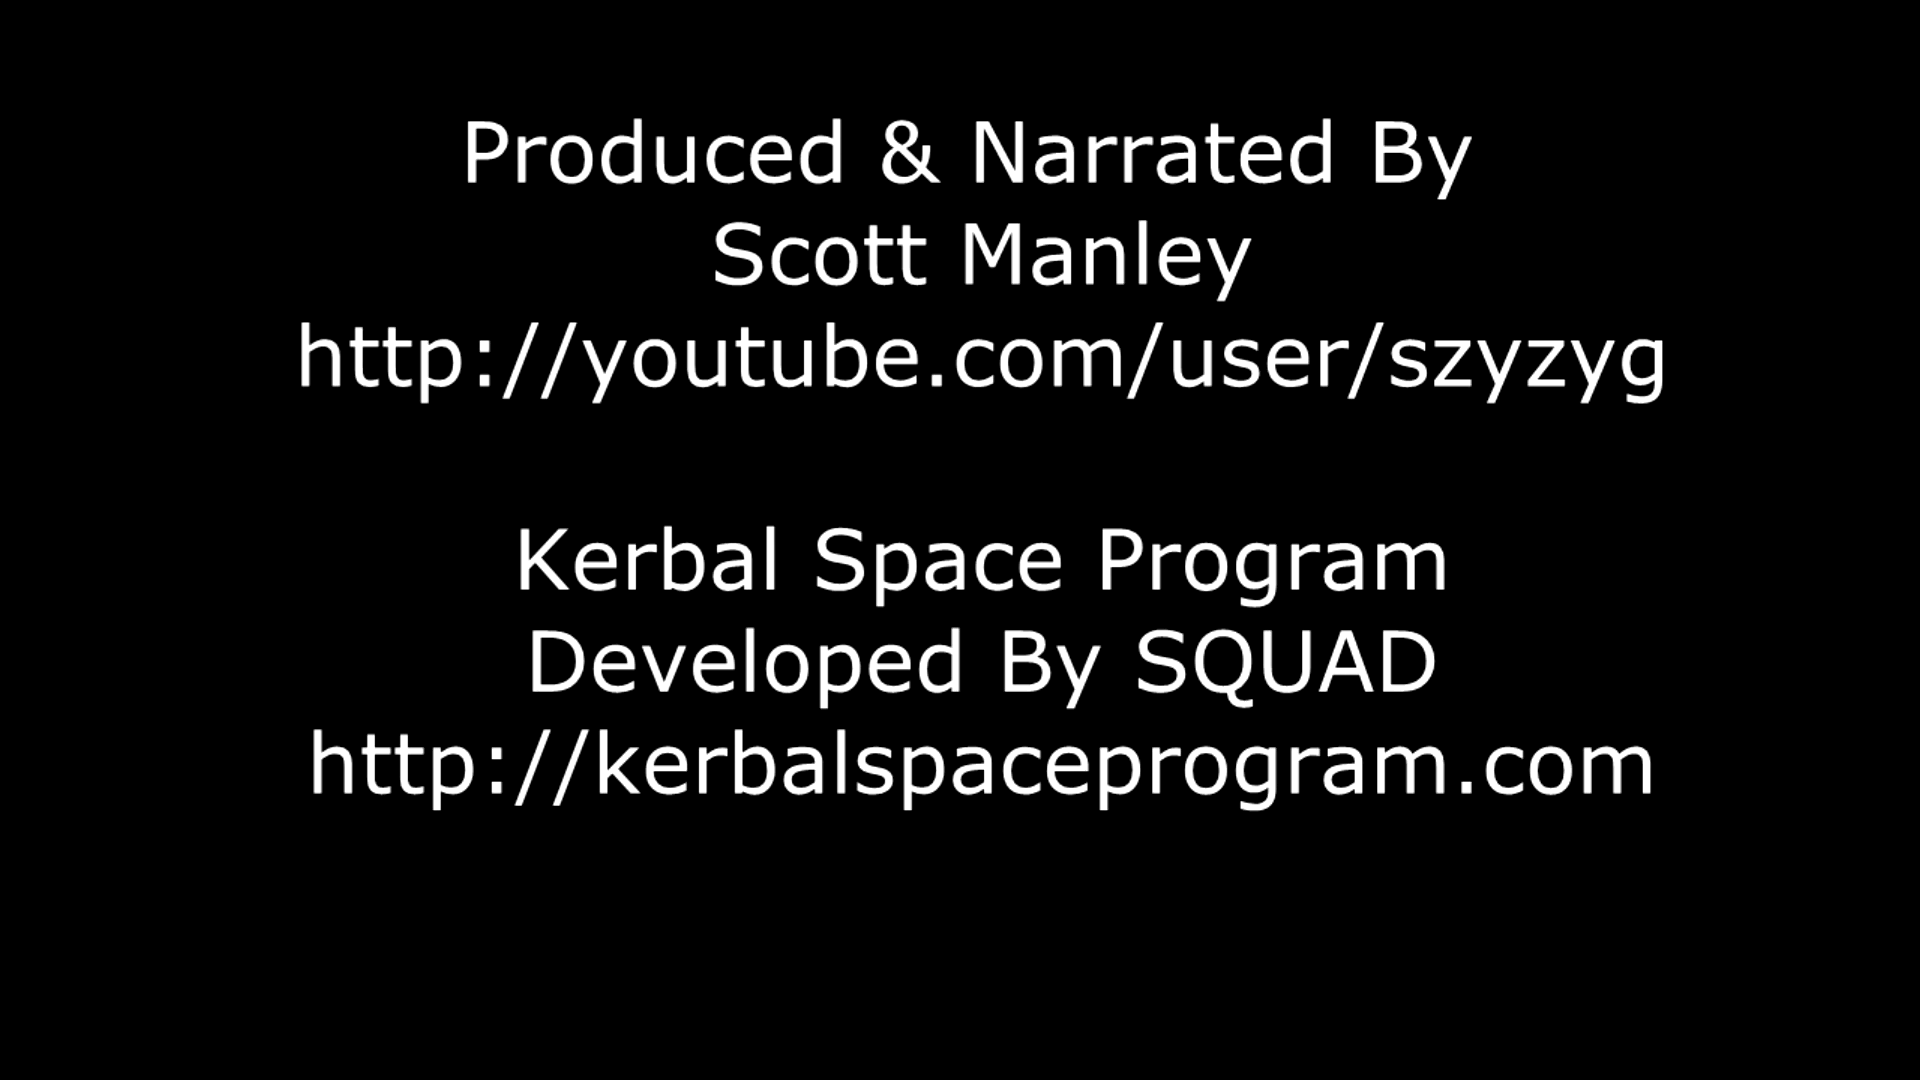 Produced & Narrated By
Scott Manley
http://youtube.com/user/szyzyg
Kerbal Space Program
Developed By SQUAD
http://kerbalspaceprogram.com